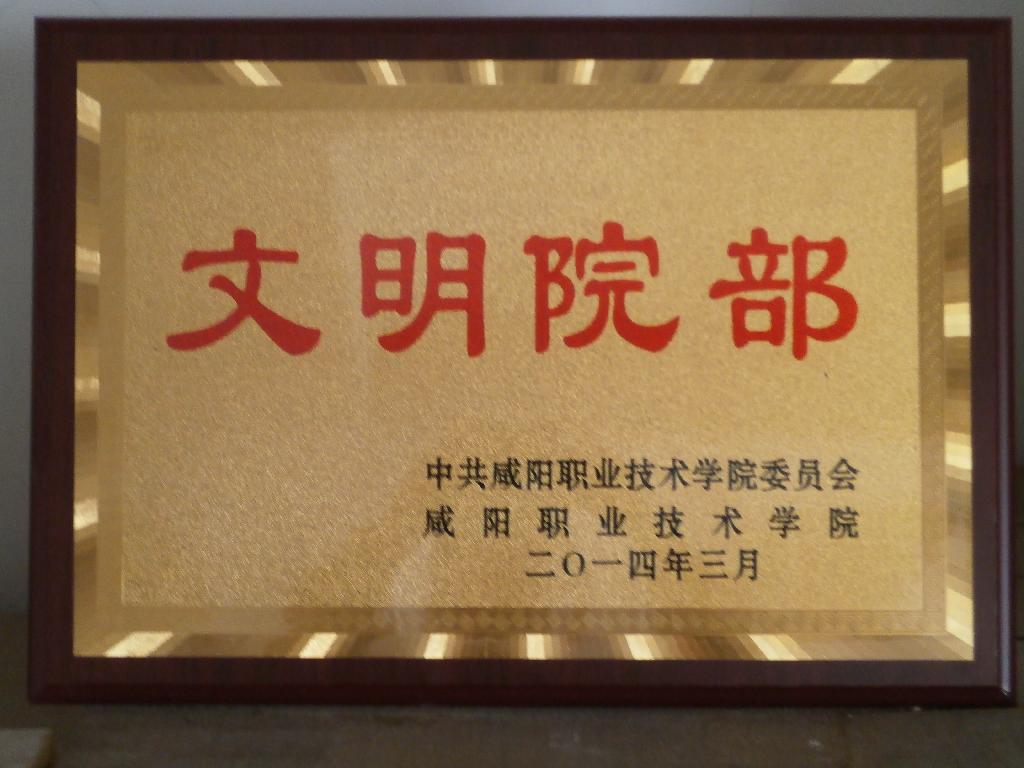 文明院部
中共咸阳职业技术学院委员会
咸阳职业技术学院
二〇一四年三月